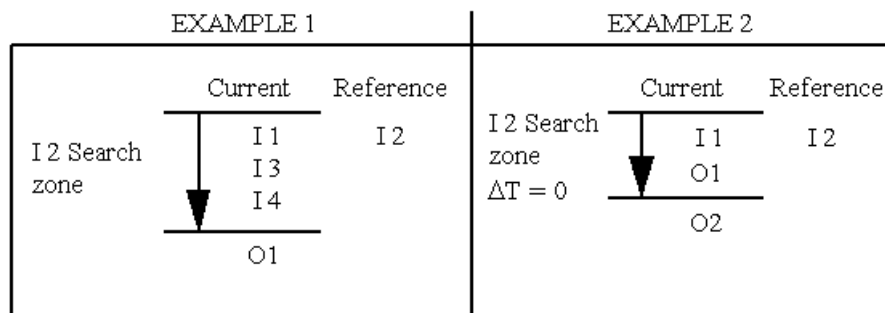 EXAMPLE 1
Current Reference
I 2 Search
zone
I 1 I 2
I 3
I 4
O1
EXAMPLE 2
Current Reference
I 2 Search
zone
ΔT = 0
I 1 I 2
O1
O2